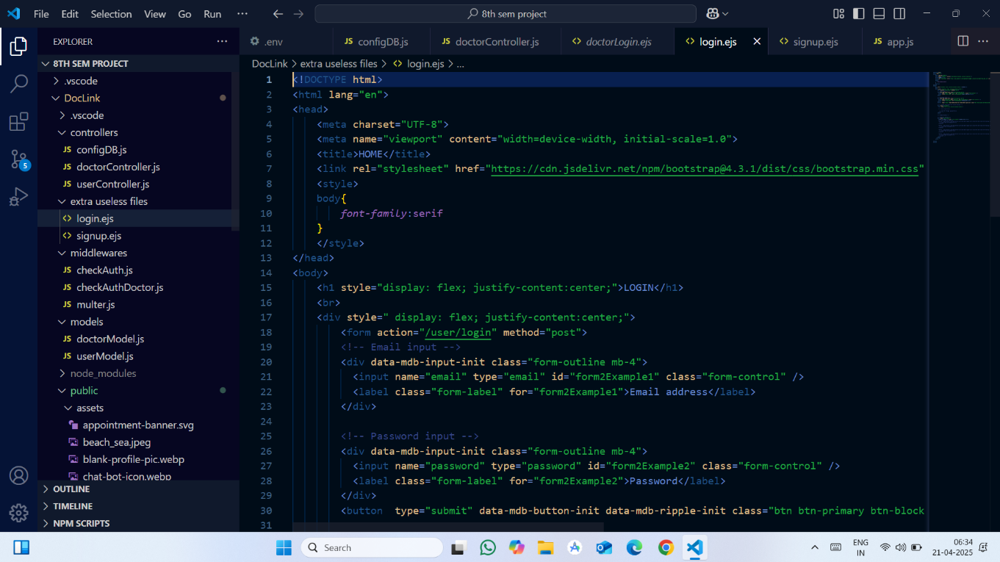 File Edit Selection View Go Run ··· 8th sem project
EXPLORER ···
8TH SEM PROJECT
.vscode
DocLink
.vscode
controllers
JS configDB.js
JS doctorController.js
JS userController.js
extra useless files
<> login.ejs
<> signup.ejs
middlewares
JS checkAuth.js
JS checkAuthDoctor.js
JS multer.js
models
JS doctorModel.js
JS userModel.js
node_modules
public
assets
appointment-banner.svg
beach_sea.jpeg
blank-profile-pic.webp
chat-bot-icon.webp
OUTLINE
TIMELINE
NPM SCRIPTS
5
.env JS configDB.js JS doctorController.js <> doctorLogin.ejs <> login.ejs <> signup.ejs JS app.js ···
DocLink > extra useless files > <> login.ejs > ...
1 <!DOCTYPE html>
2 <html lang="en">
3 <head>
4 <meta charset="UTF-8">
5 <meta name="viewport" content="width=device-width, initial-scale=1.0">
6 <title>HOME</title>
7 <link rel="stylesheet" href="https://cdn.jsdelivr.net/npm/bootstrap@4.3.1/dist/css/bootstrap.min.css"
8 <style>
9 body{
10 font-family:serif
11 }
12 </style>
13 </head>
14 <body>
15 <h1 style="display: flex; justify-content:center;">LOGIN</h1>
16 <br>
17 <div style=" display: flex; justify-content:center;">
18 <form action="/user/login" method="post">
19 <!-- Email input -->
20 <div data-mdb-input-init class="form-outline mb-4">
21 <input name="email" type="email" id="form2Example1" class="form-control" />
22 <label class="form-label" for="form2Example1">Email address</label>
23 </div>
24
25 <!-- Password input -->
26 <div data-mdb-input-init class="form-outline mb-4">
27 <input name="password" type="password" id="form2Example2" class="form-control" />
28 <label class="form-label" for="form2Example2">Password</label>
29 </div>
30 <button  type="submit" data-mdb-button-init data-mdb-ripple-init class="btn btn-primary btn-block
31
Search
ENG
IN
06:34
21-04-2025